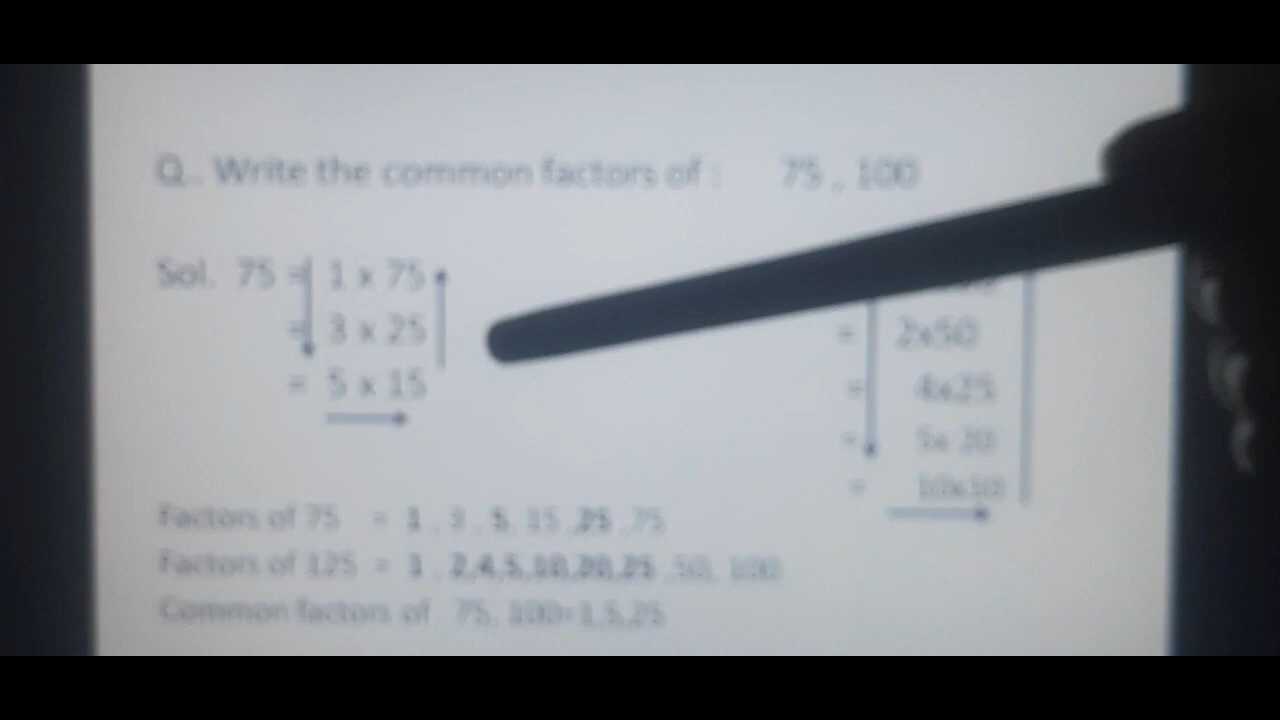 Q.. Write the common factors of : 75 , 100
Sol. 75 = 1 x 75
= 3 x 25
= 5 x 15
= 2x50
= 4x25
= 5x 20
= 10x10
Factors of 75 = 1 , 3 , 5, 15 ,25 ,75
Factors of 125 = 1 , 2,4,5,10,20,25 ,50, 100
Common factors of 75, 100=1,5,25